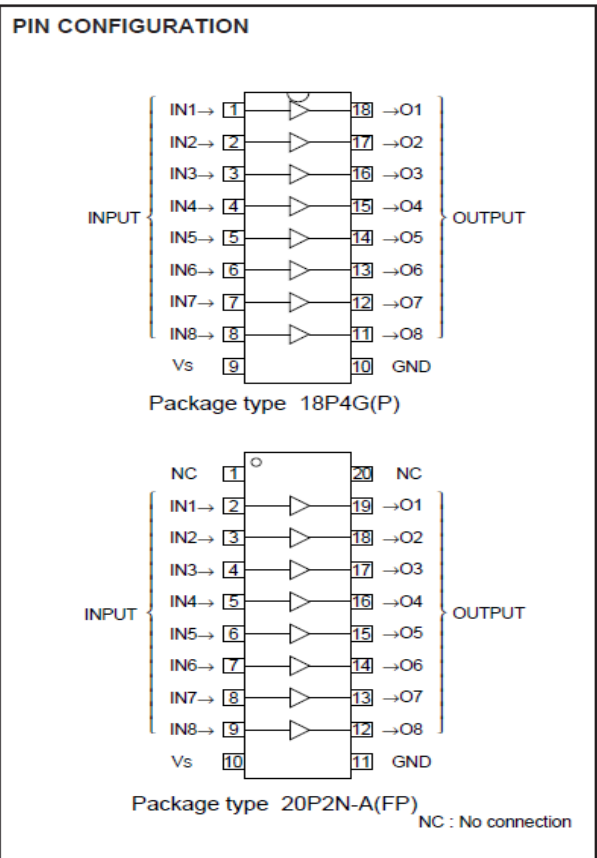 PIN CONFIGURATION
IN1→ 1 18 →O1
IN2→ 2 17 →O2
IN3→ 3 16 →O3
IN4→ 4 15 →O4
INPUT OUTPUT
IN5→ 5 14 →O5
IN6→ 6 13 →O6
IN7→ 7 12 →O7
IN8→ 8 11 →O8
Vs 9 10 GND
Package type 18P4G(P)
NC 1 20 NC
IN1→ 2 19 →O1
IN2→ 3 18 →O2
IN3→ 4 17 →O3
IN4→ 5 16 →O4
INPUT OUTPUT
IN5→ 6 15 →O5
IN6→ 7 14 →O6
IN7→ 8 13 →O7
IN8→ 9 12 →O8
Vs 10 11 GND
Package type 20P2N-A(FP)
NC : No connection